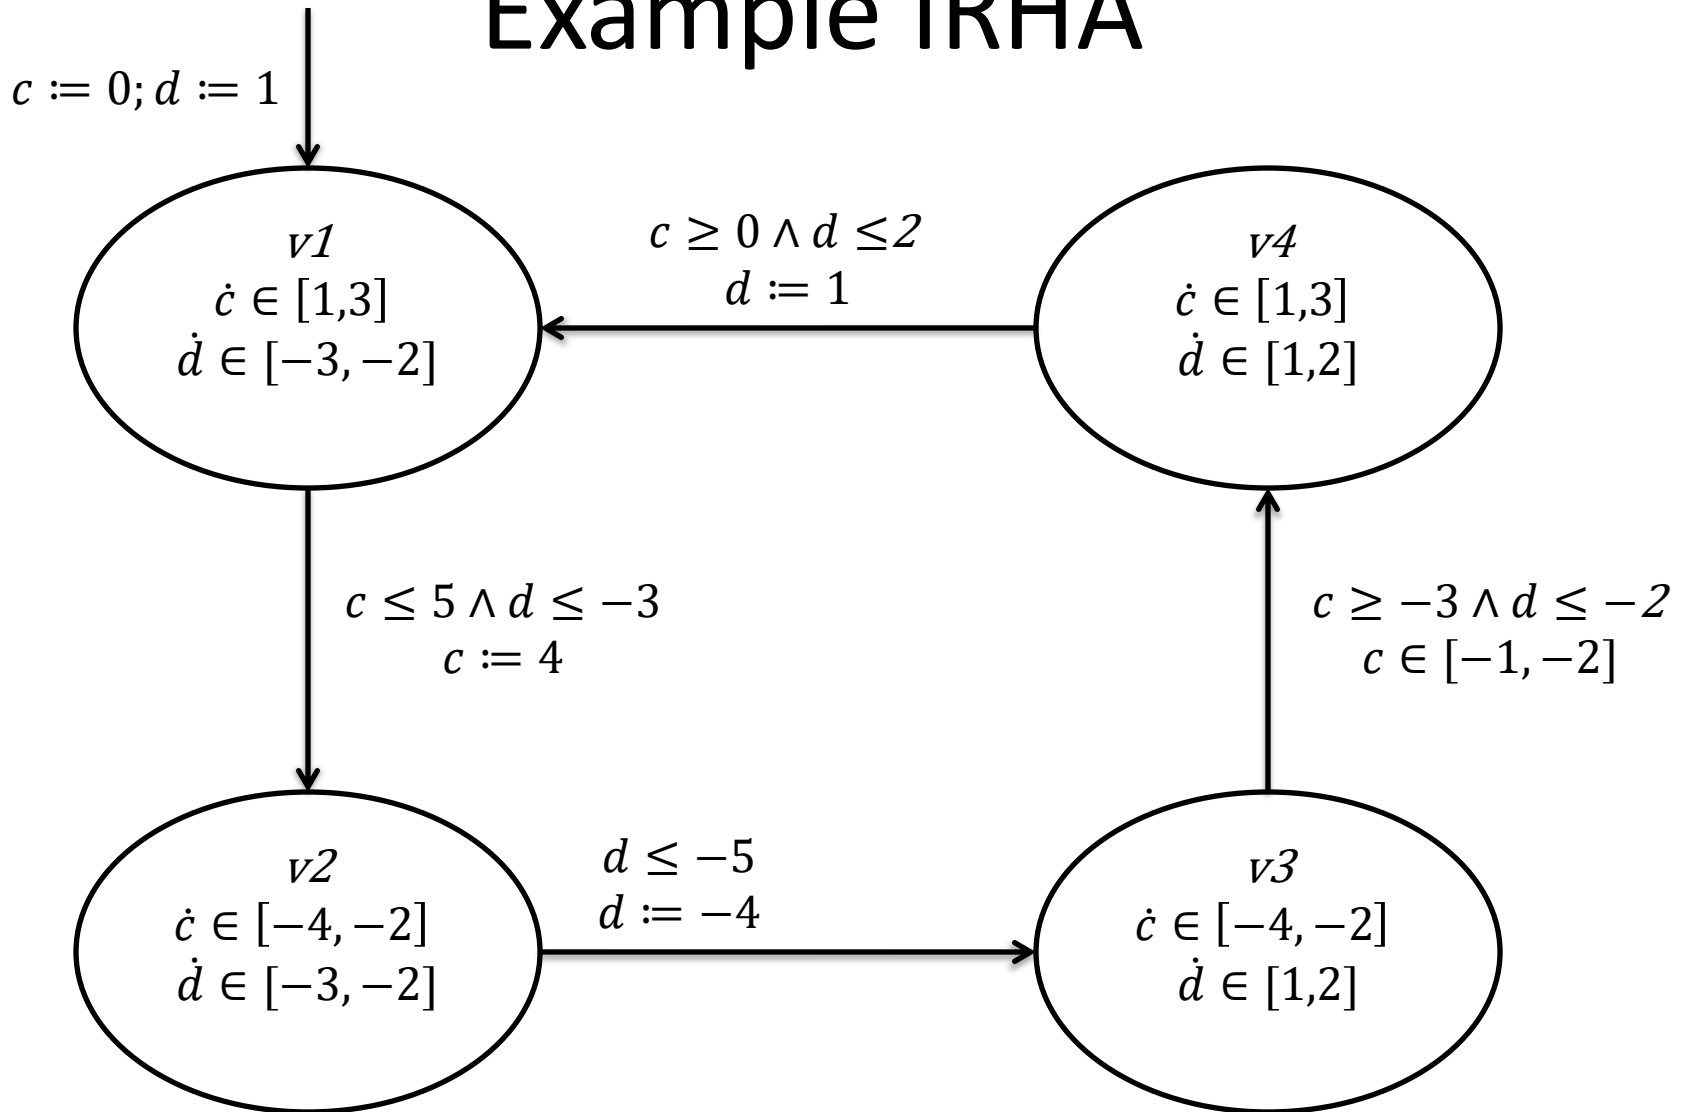 Example IRHA
c ≔ 0; d ≔ 1
v1
ċ ∈ [1,3]
ḋ ∈ [−3, −2]
c ≥ 0 ∧ d ≤2
d ≔ 1
v4
ċ ∈ [1,3]
ḋ ∈ [1,2]
c ≤ 5 ∧ d ≤ −3
c ≔ 4
c ≥ −3 ∧ d ≤ −2
c ∈ [−1, −2]
v2
ċ ∈ [−4, −2]
ḋ ∈ [−3, −2]
d ≤ −5
d ≔ −4
v3
ċ ∈ [−4, −2]
ḋ ∈ [1,2]